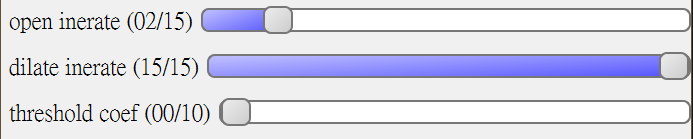 open inerate (02/15)
dilate inerate (15/15)
threshold coef (00/10)